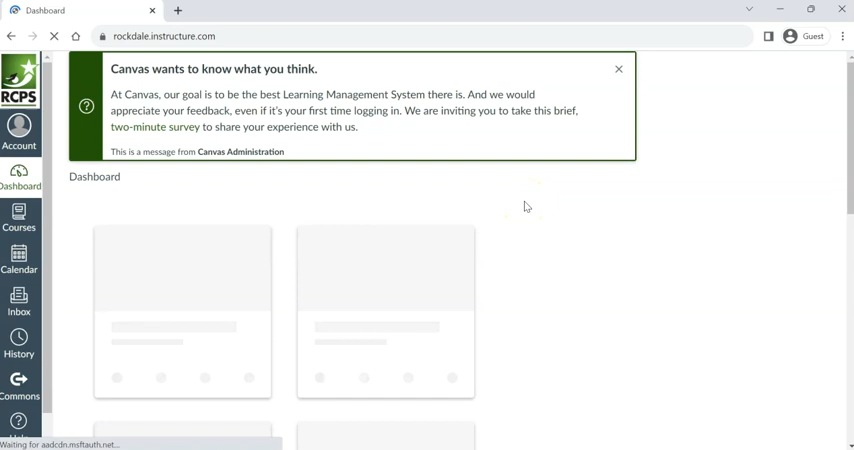 Dashboard
rockdale.instructure.com
Guest
RCPS
Account
Dashboard
Courses
Calendar
Inbox
History
Commons
Canvas wants to know what you think.
At Canvas, our goal is to be the best Learning Management System there is. And we would
appreciate your feedback, even if it's your first time logging in. We are inviting you to take this brief,
two-minute survey to share your experience with us.
This is a message from Canvas Administration
Dashboard
Waiting for aadcdn.msftauth.net...